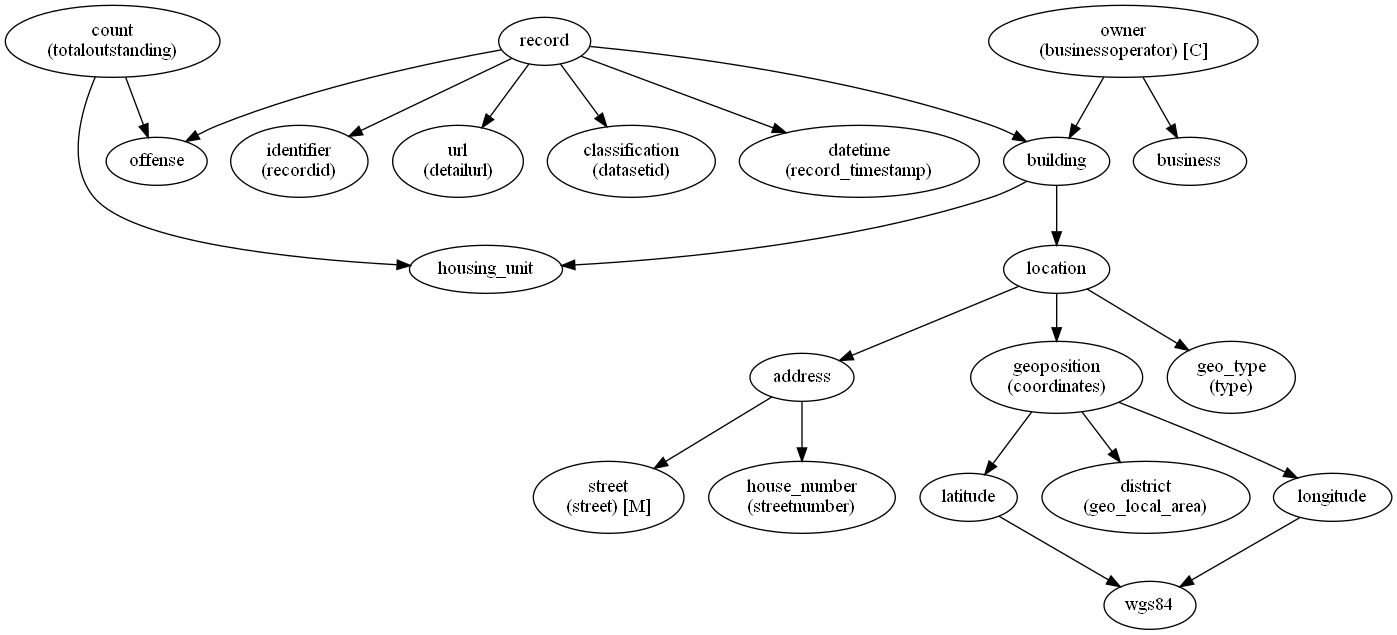 count
(totaloutstanding)
record
owner
(businessoperator) [C]
offense
identifier
(recordid)
url
(detailurl)
classification
(datasetid)
datetime
(record_timestamp)
building
business
housing_unit
location
address
geoposition
(coordinates)
geo_type
(type)
street
(street) [M]
house_number
(streetnumber)
latitude
district
(geo_local_area)
longitude
wgs84